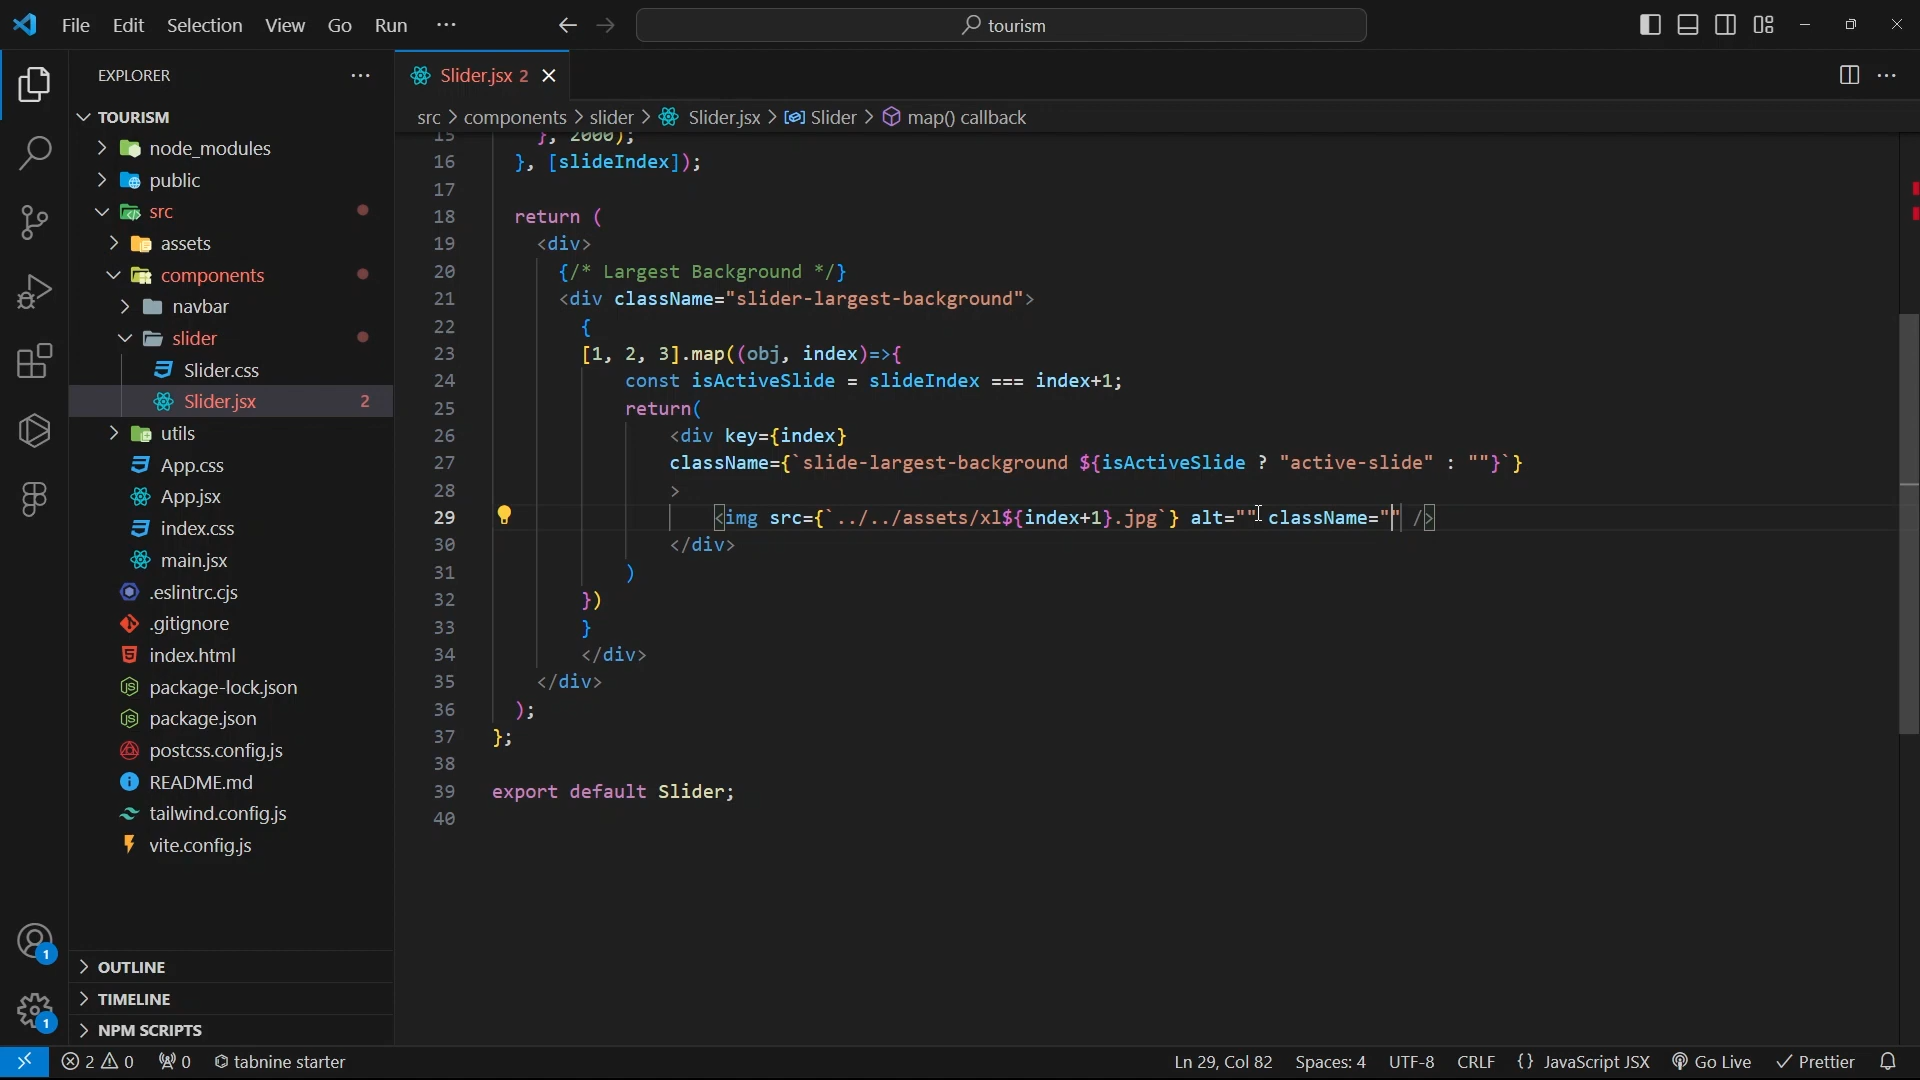 File Edit Selection View Go Run ···
tourism
EXPLORER
TOURISM
node_modules
public
src
assets
components
navbar
slider
Slider.css
Slider.jsx 2
utils
App.css
App.jsx
index.css
main.jsx
.eslintrc.cjs
.gitignore
index.html
package-lock.json
package.json
postcss.config.js
README.md
tailwind.config.js
vite.config.js
OUTLINE
TIMELINE
NPM SCRIPTS
1
1
Slider.jsx 2
src > components > slider > Slider.jsx > Slider > map() callback
15 }, 2000);
16 }, [slideIndex]);
17
18 return (
19 <div>
20 {/* Largest Background */}
21 <div className="slider-largest-background">
22 {
23 [1, 2, 3].map((obj, index)=>{
24 const isActiveSlide = slideIndex === index+1;
25 return(
26 <div key={index}
27 className={`slide-largest-background ${isActiveSlide ? "active-slide" : ""}`}
28 >
29 <img src={`../../assets/xl${index+1}.jpg`} alt="" className="" />
30 </div>
31 )
32 })
33 }
34 </div>
35 </div>
36 );
37 };
38
39 export default Slider;
40
2 0 0 tabnine starter
Ln 29, Col 82 Spaces: 4 UTF-8 CRLF {} JavaScript JSX Go Live Prettier